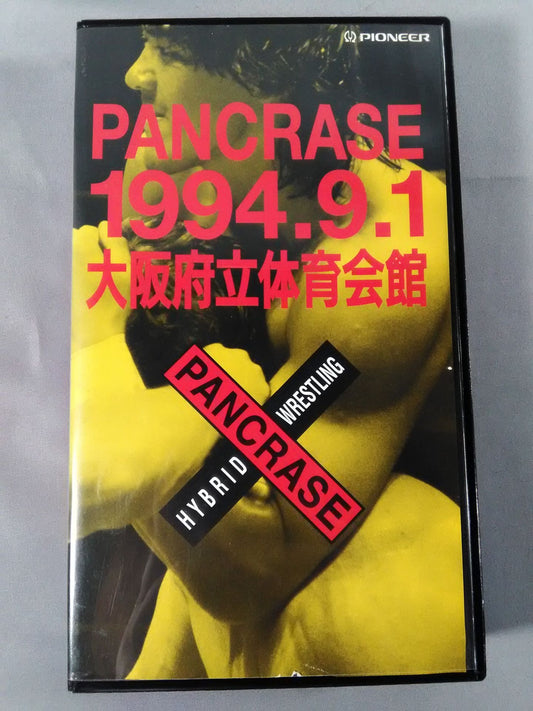 PIONEER
PANCRASE
1994.9.1
大阪府立体育会館
PANCRASE
HYBRID WRESTLING